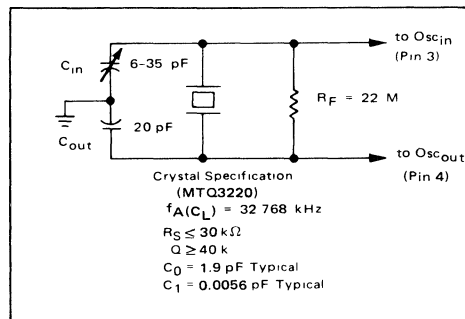 to Osc_in
(Pin 3)
C_in
6-35 pF
R_F = 22 M
20 pF
C_out
to Osc_out
(Pin 4)
Crystal Specification
(MTQ3220)
f_A(C_L) = 32 768 kHz
R_S ≤ 30 kΩ
Q ≥ 40 k
C_0 = 1.9 pF Typical
C_1 = 0.0056 pF Typical